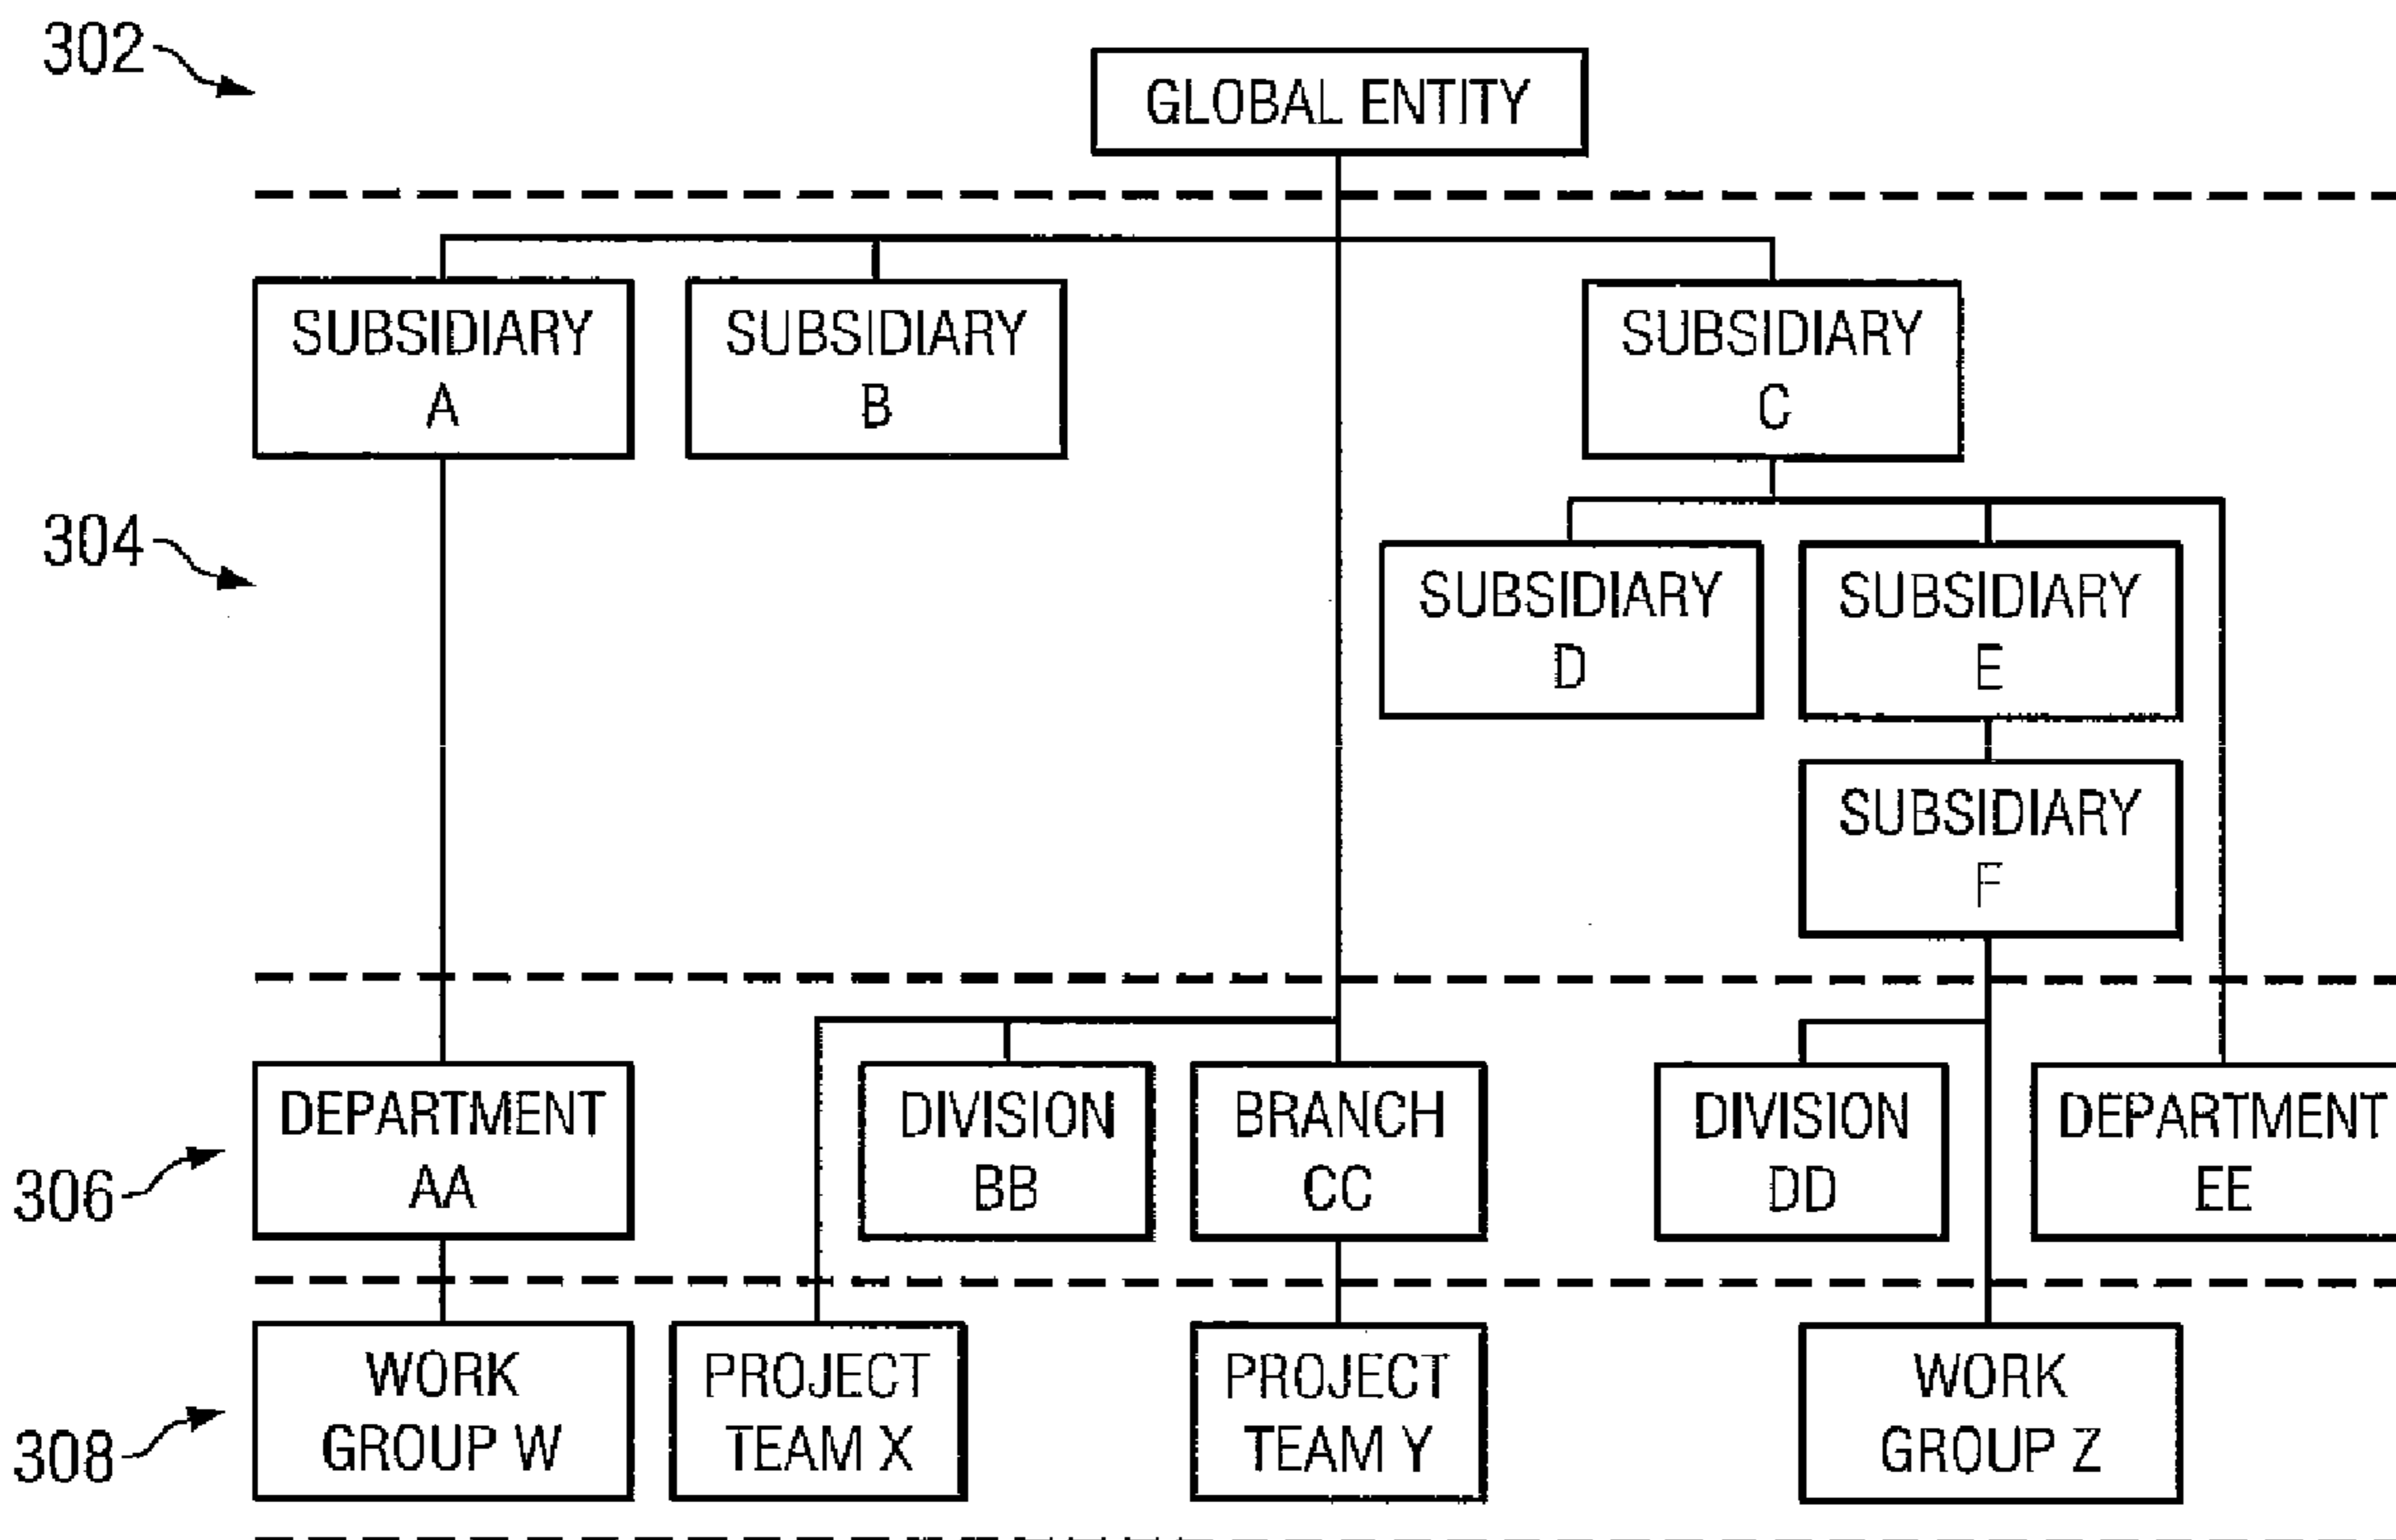 302
GLOBAL ENTITY
SUBSIDIARY
A
SUBSIDIARY
B
SUBSIDIARY
C
304
SUBSIDIARY
D
SUBSIDIARY
E
SUBSIDIARY
F
306
DEPARTMENT
AA
DIVISION
BB
BRANCH
CC
DIVISION
DD
DEPARTMENT
EE
308
WORK
GROUP W
PROJECT
TEAM X
PROJECT
TEAM Y
WORK
GROUP Z